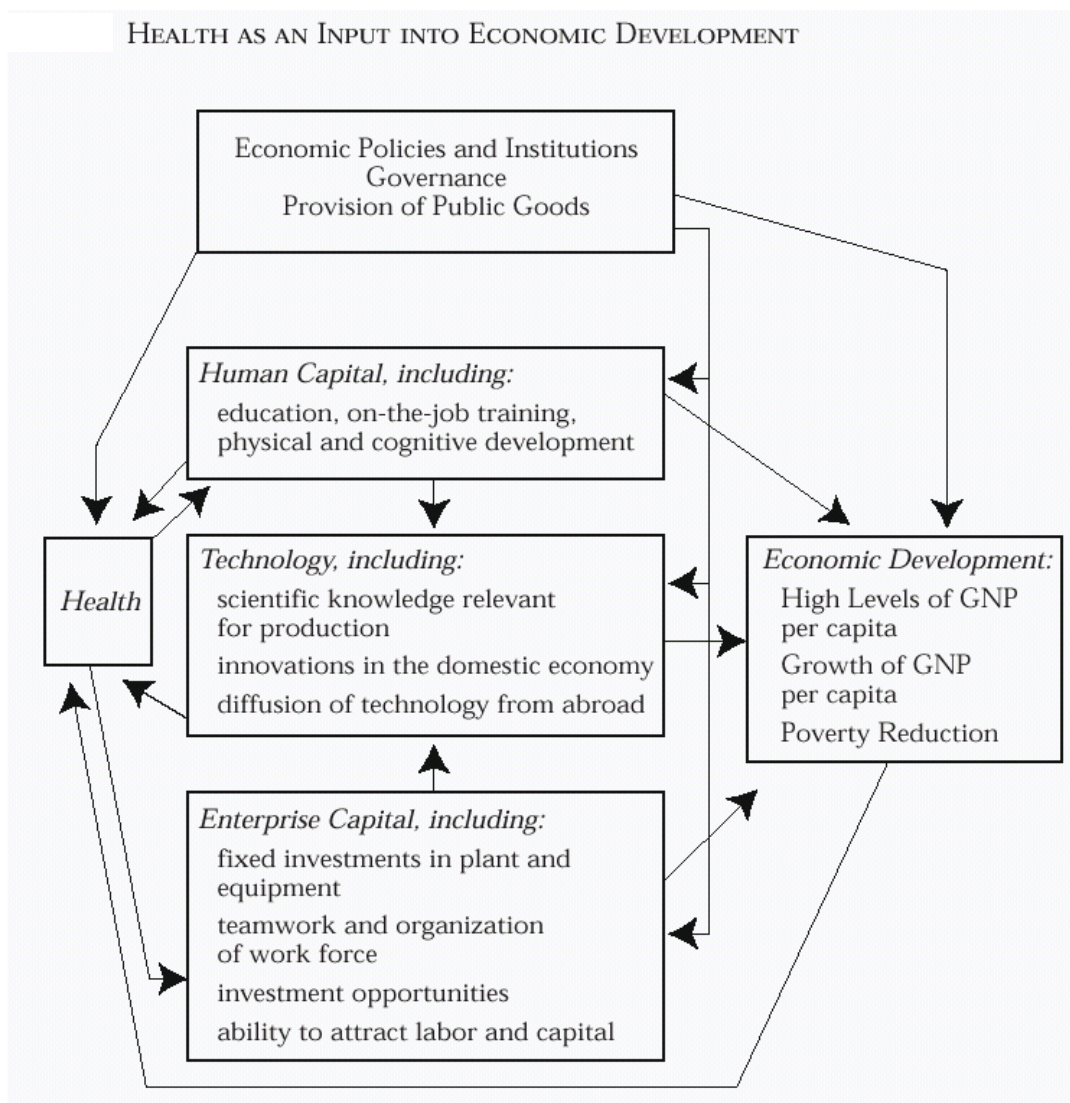 HEALTH AS AN INPUT INTO ECONOMIC DEVELOPMENT
Economic Policies and Institutions
Governance
Provision of Public Goods
Human Capital, including:
education, on-the-job training,
physical and cognitive development
Health
Technology, including:
scientific knowledge relevant
for production
innovations in the domestic economy
diffusion of technology from abroad
Economic Development:
High Levels of GNP
per capita
Growth of GNP
per capita
Poverty Reduction
Enterprise Capital, including:
fixed investments in plant and
equipment
teamwork and organization
of work force
investment opportunities
ability to attract labor and capital